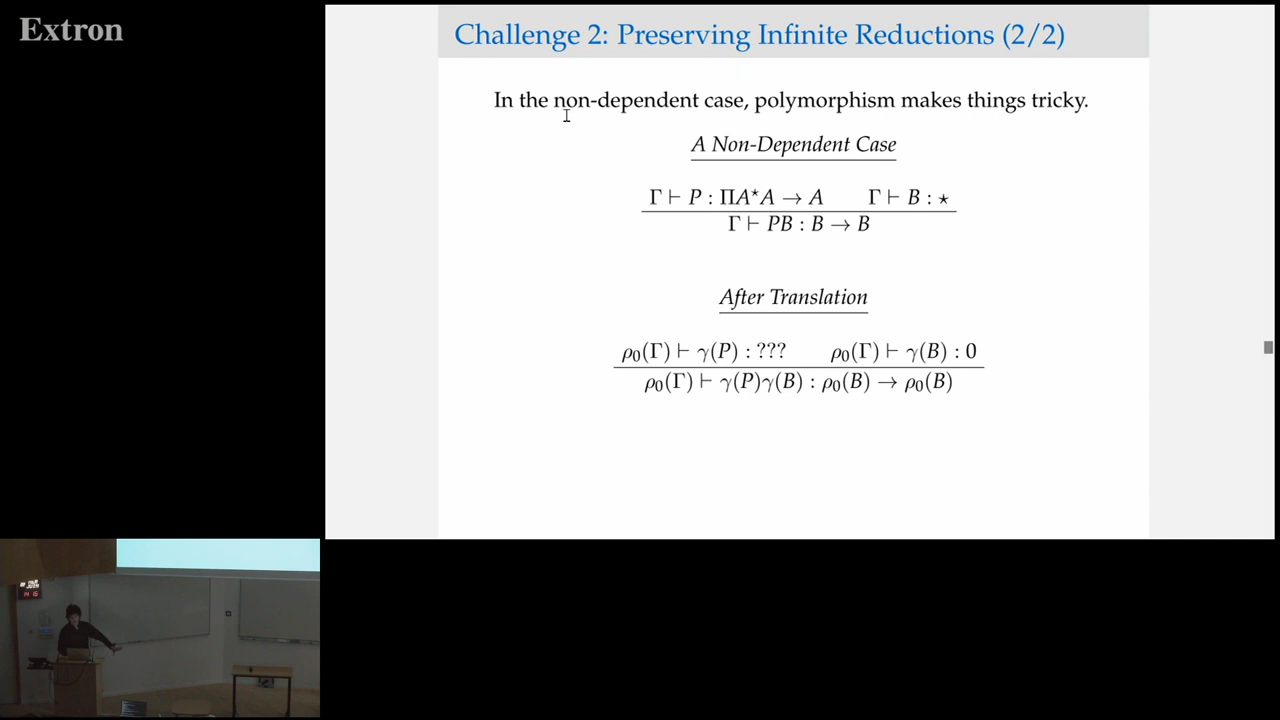 Extron
Challenge 2: Preserving Infinite Reductions (2/2)
In the non-dependent case, polymorphism makes things tricky.
A Non-Dependent Case
Γ ⊢ P : ΠA⋆A → A Γ ⊢ B : ⋆
Γ ⊢ PB : B → B
After Translation
ρ₀(Γ) ⊢ γ(P) : ??? ρ₀(Γ) ⊢ γ(B) : 0
ρ₀(Γ) ⊢ γ(P)γ(B) : ρ₀(B) → ρ₀(B)